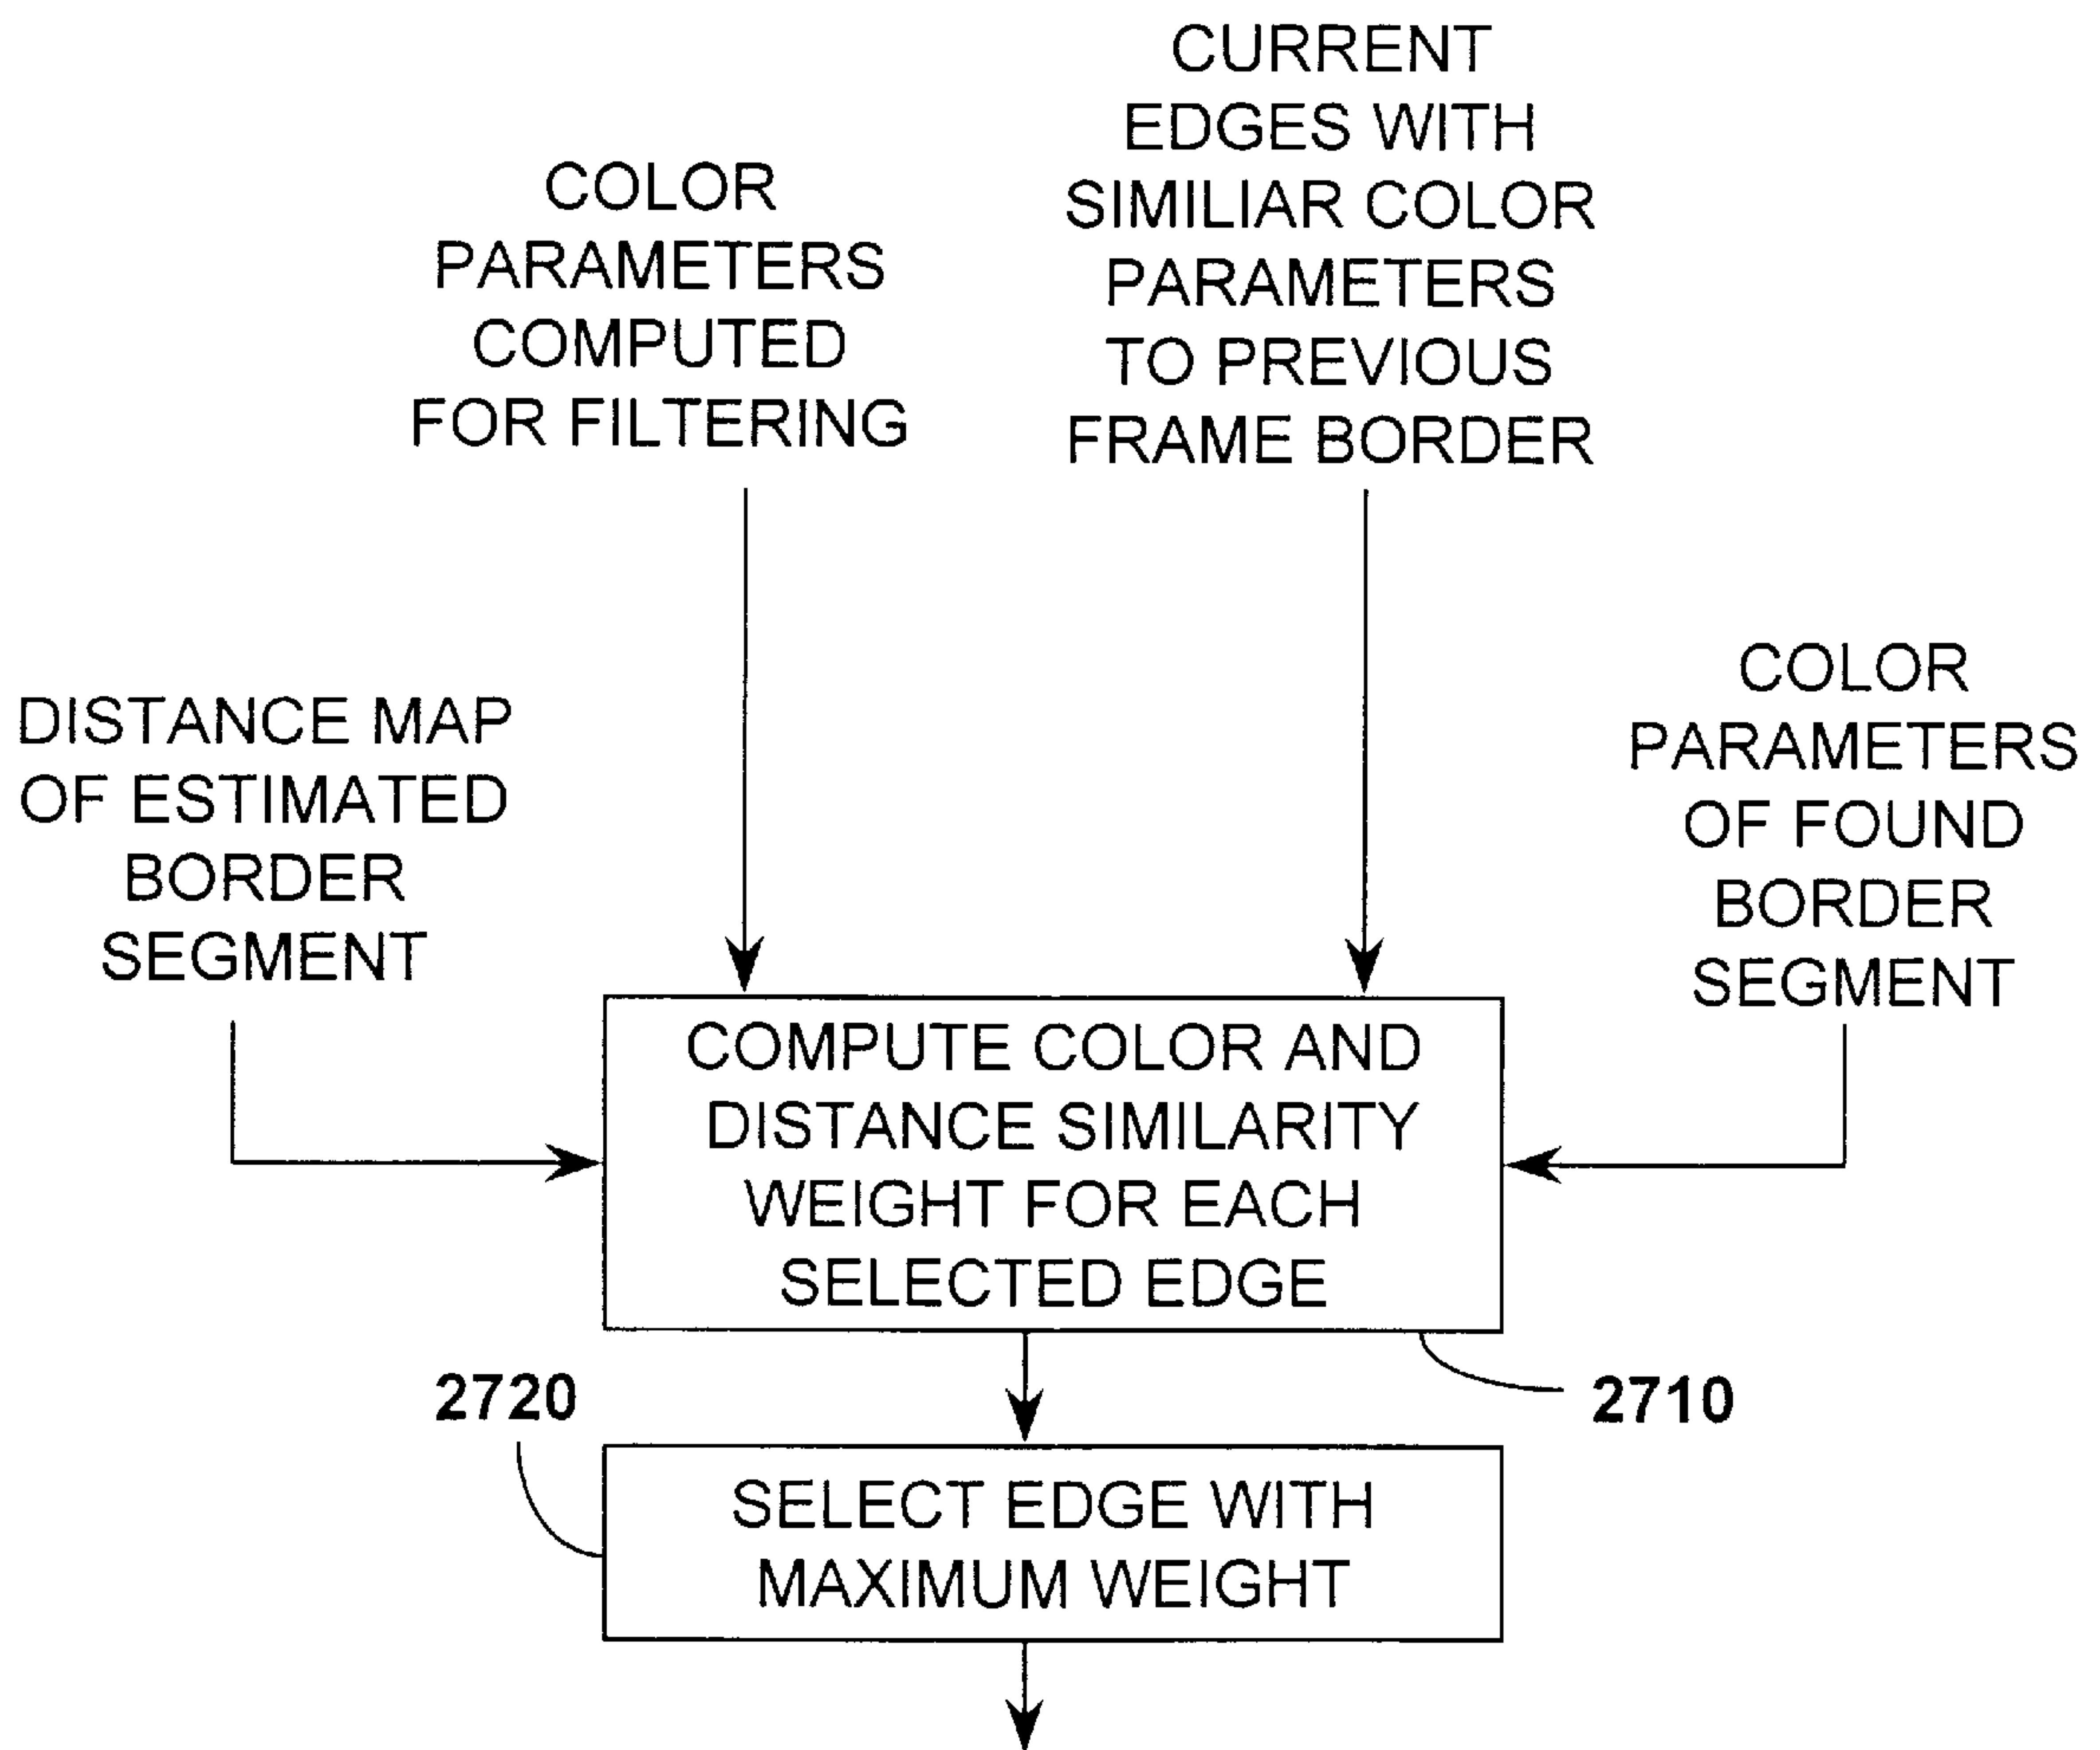 CURRENT
EDGES WITH
SIMILIAR COLOR
PARAMETERS
TO PREVIOUS
FRAME BORDER
COLOR
PARAMETERS
COMPUTED
FOR FILTERING
DISTANCE MAP
OF ESTIMATED
BORDER
SEGMENT
COLOR
PARAMETERS
OF FOUND
BORDER
SEGMENT
COMPUTE COLOR AND
DISTANCE SIMILARITY
WEIGHT FOR EACH
SELECTED EDGE
2720
2710
SELECT EDGE WITH
MAXIMUM WEIGHT